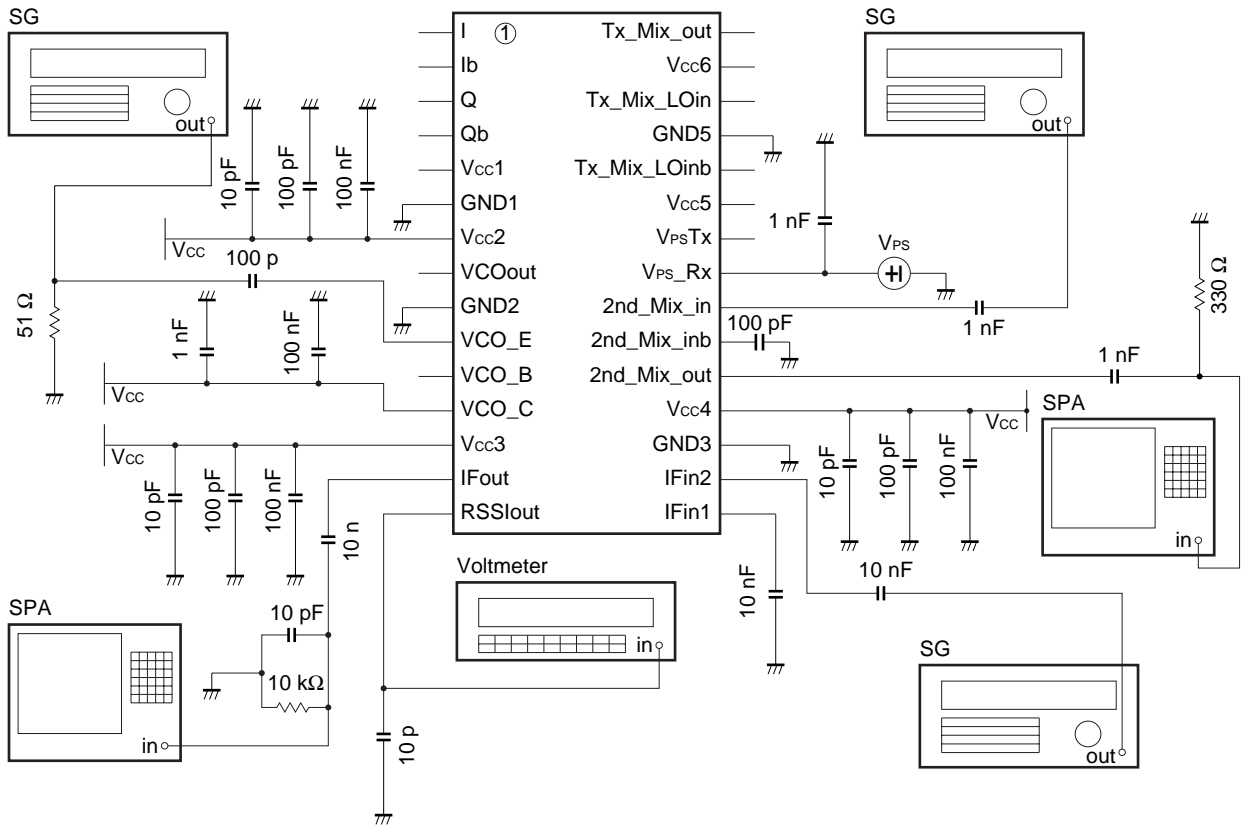 SG
out
I
①
Ib
Q
Qb
Vcc1
GND1
Vcc2
VCOout
GND2
VCO_E
VCO_B
VCO_C
Vcc3
IFout
RSSIout
Tx_Mix_out
Vcc6
Tx_Mix_LOin
GND5
Tx_Mix_LOinb
Vcc5
VPSTx
VPS_Rx
2nd_Mix_in
2nd_Mix_inb
2nd_Mix_out
Vcc4
GND3
IFin2
IFin1
SG
out
10 pF
100 pF
100 nF
VCC
100 p
51 Ω
1 nF
100 nF
VCC
VCC
10 pF
100 pF
100 nF
10 n
SPA
in
10 pF
10 kΩ
10 p
Voltmeter
in
1 nF
VPS
1 nF
100 pF
330 Ω
1 nF
VCC
10 pF
100 pF
100 nF
SPA
in
10 nF
10 nF
SG
out